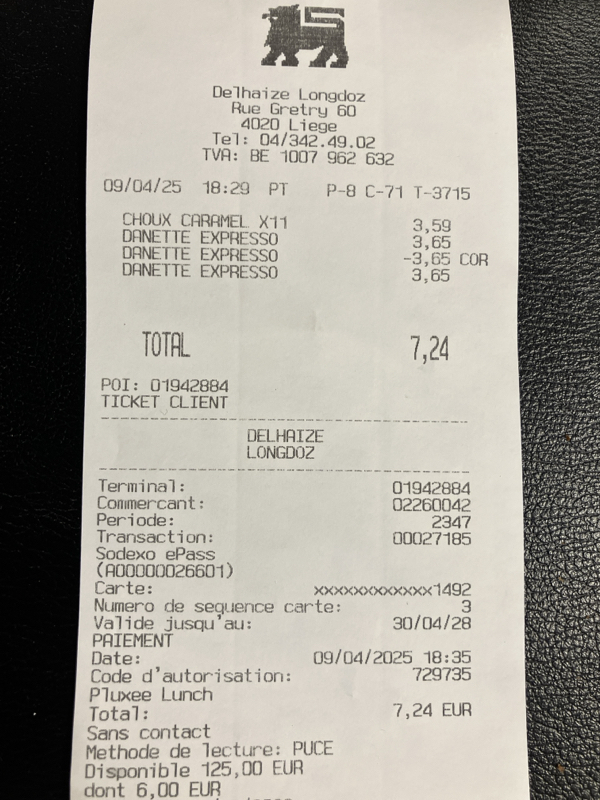 Delhaize Longdoz
Rue Gretry 60
4020 Liege
Tel: 04/342.49.02
TVA: BE 1007 962 632
09/04/25 18:29 PT P-8 C-71 T-3715
CHOUX CARAMEL X11 3,59
DANETTE EXPRESSO 3,65
DANETTE EXPRESSO -3,65 COR
DANETTE EXPRESSO 3,65
TOTAL 7,24
POI: 01942884
TICKET CLIENT
DELHAIZE
LONGDOZ
Terminal: 01942884
Commercant: 02260042
Periode: 2347
Transaction: 00027185
Sodexo ePass
(A00000026601)
Carte: xxxxxxxxxxxxx1492
Numero de sequence carte: 3
Valide jusqu'au: 30/04/28
PAIEMENT
Date: 09/04/2025 18:35
Code d'autorisation: 729735
Pluxee Lunch
Total: 7,24 EUR
Sans contact
Methode de lecture: PUCE
Disponible 125,00 EUR
dont 6,00 EUR